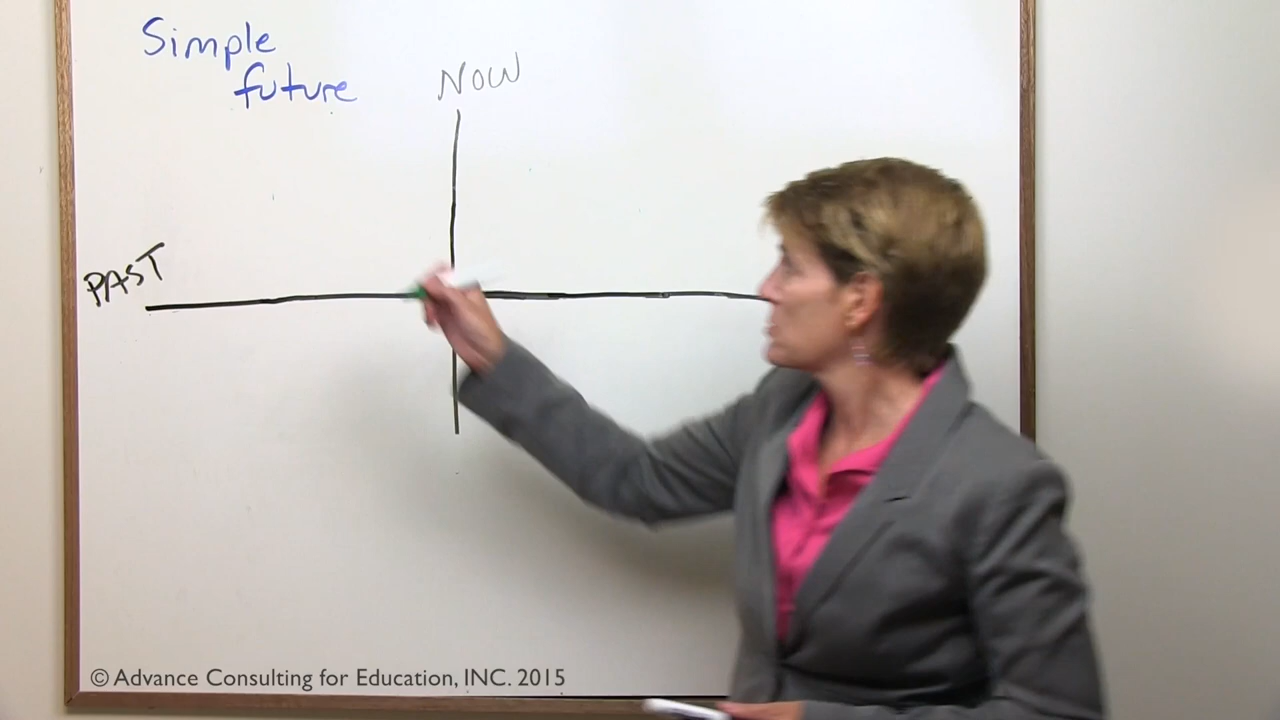 Simple
future
NOW
PAST
© Advance Consulting for Education, INC. 2015